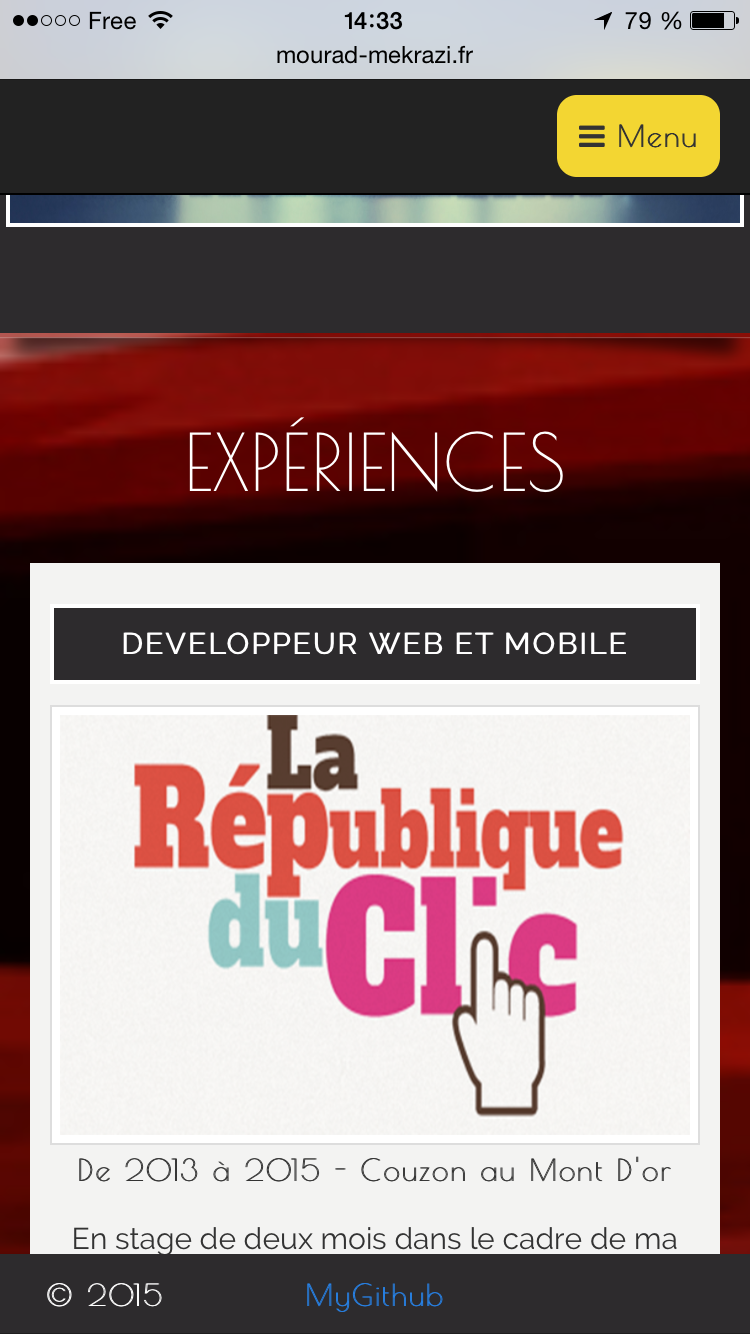 Free 14:33 79 %
mourad-mekrazi.fr
Menu
EXPÉRIENCES
DEVELOPPEUR WEB ET MOBILE
La
République
du Clic
De 2013 à 2015 - Couzon au Mont D'or
En stage de deux mois dans le cadre de ma
© 2015 MyGithub